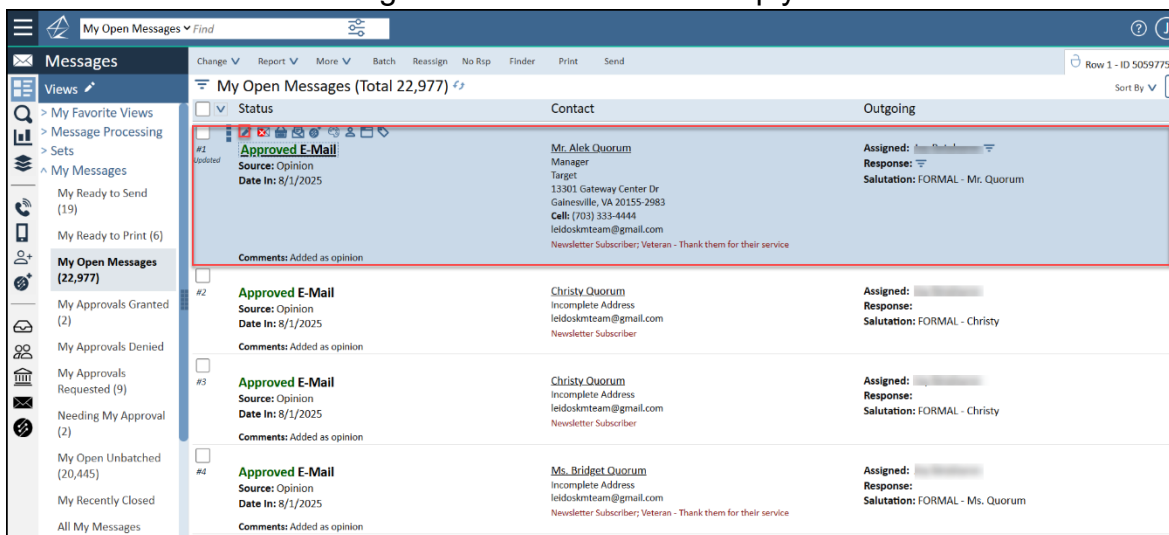 My Open Messages Find
Messages
Change Report More Batch Reassign No Rsp Finder Print Send
Row 1 - ID 5059775
Views
My Open Messages (Total 22,977)
Sort By
> My Favorite Views
> Message Processing
> Sets
^ My Messages
My Ready to Send
(19)
My Ready to Print (6)
My Open Messages
(22,977)
My Approvals Granted
(2)
My Approvals Denied
My Approvals
Requested (9)
Needing My Approval
(2)
My Open Unbatched
(20,445)
My Recently Closed
All My Messages
Status Contact Outgoing
#1
Updated
Approved E-Mail
Source: Opinion
Date In: 8/1/2025
Comments: Added as opinion
Mr. Alek Quorum
Manager
Target
13301 Gateway Center Dr
Gainesville, VA 20155-2983
Cell: (703) 333-4444
leidoskmteam@gmail.com
Newsletter Subscriber; Veteran - Thank them for their service
Assigned:
Response:
Salutation: FORMAL - Mr. Quorum
#2
Approved E-Mail
Source: Opinion
Date In: 8/1/2025
Comments: Added as opinion
Christy Quorum
Incomplete Address
leidoskmteam@gmail.com
Newsletter Subscriber
Assigned:
Response:
Salutation: FORMAL - Christy
#3
Approved E-Mail
Source: Opinion
Date In: 8/1/2025
Comments: Added as opinion
Christy Quorum
Incomplete Address
leidoskmteam@gmail.com
Newsletter Subscriber
Assigned:
Response:
Salutation: FORMAL - Christy
#4
Approved E-Mail
Source: Opinion
Date In: 8/1/2025
Comments: Added as opinion
Ms. Bridget Quorum
Incomplete Address
leidoskmteam@gmail.com
Newsletter Subscriber; Veteran - Thank them for their service
Assigned:
Response:
Salutation: FORMAL - Ms. Quorum